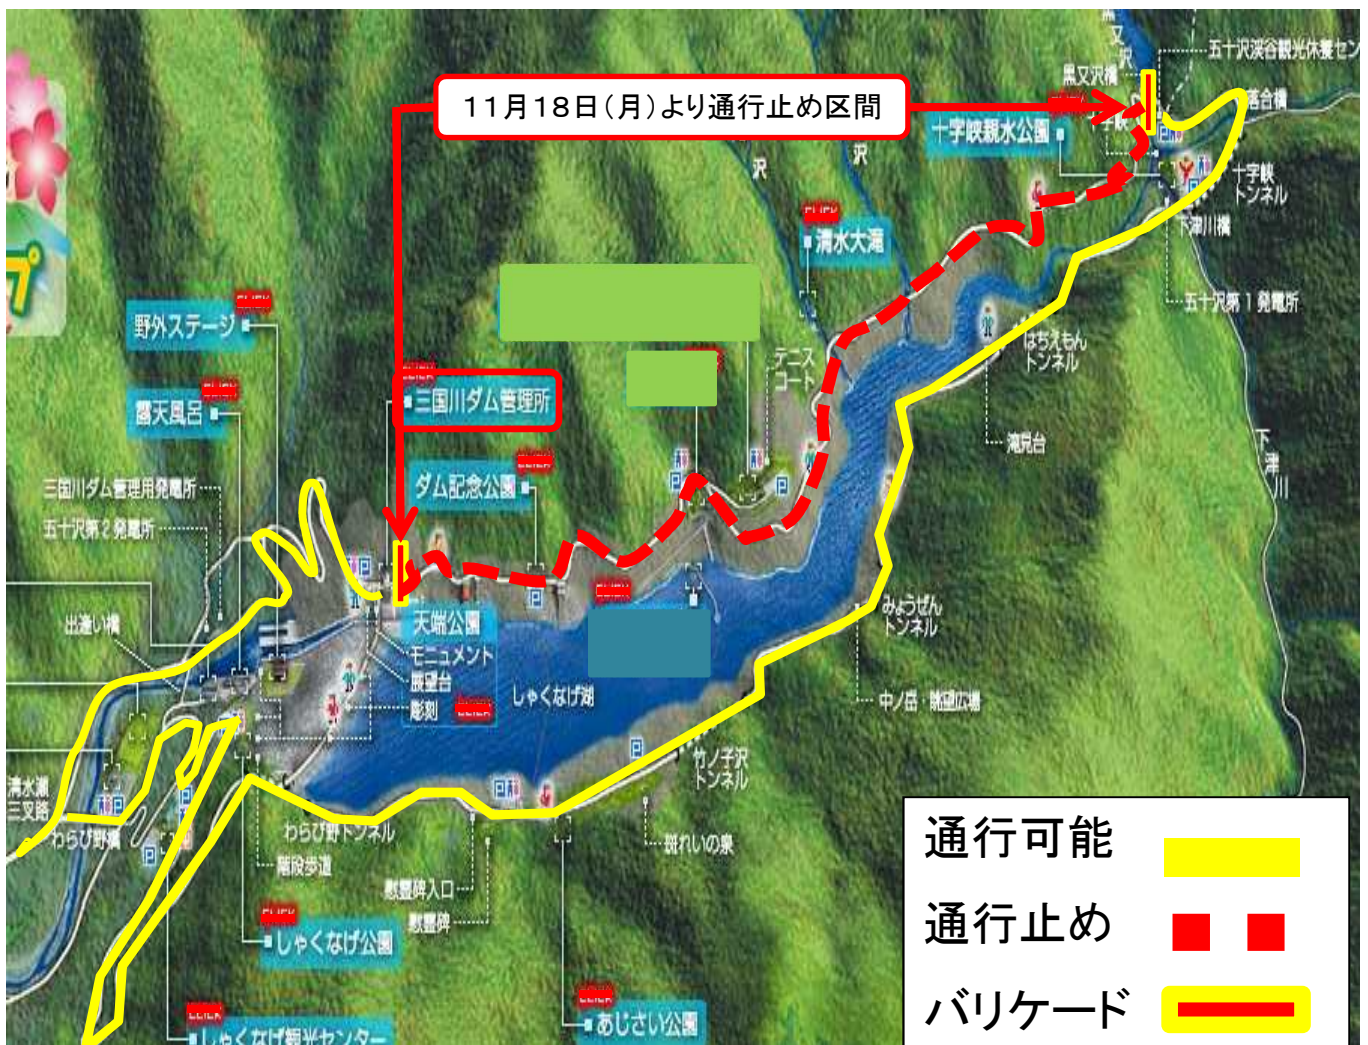 五十沢渓谷観光休養セン
黒又沢
黒又沢橋
落合橋
11月18日(月)より通行止め区間
十字峡親水公園
十字峡
十字峡
トンネル
沢
沢
下津川橋
清水大滝
五十沢第1発電所
野外ステージ
はちえもん
トンネル
テニス
コート
三国川ダム管理所
露天風呂
滝見台
下津川
ダム記念公園
三国川ダム管理用発電所
五十沢第2発電所
みょうぜん
トンネル
出逢い橋
天端公園
モニュメント
展望台
彫刻
しゃくなげ湖
中ノ岳・眺望広場
竹ノ子沢
トンネル
清水瀬
三叉路
わらび野橋
わらび野トンネル
階段歩道
斑れいの泉
慰霊碑入口
慰霊碑
しゃくなげ公園
あじさい公園
しゃくなげ観光センター
プ
通行可能
通行止め
バリケード